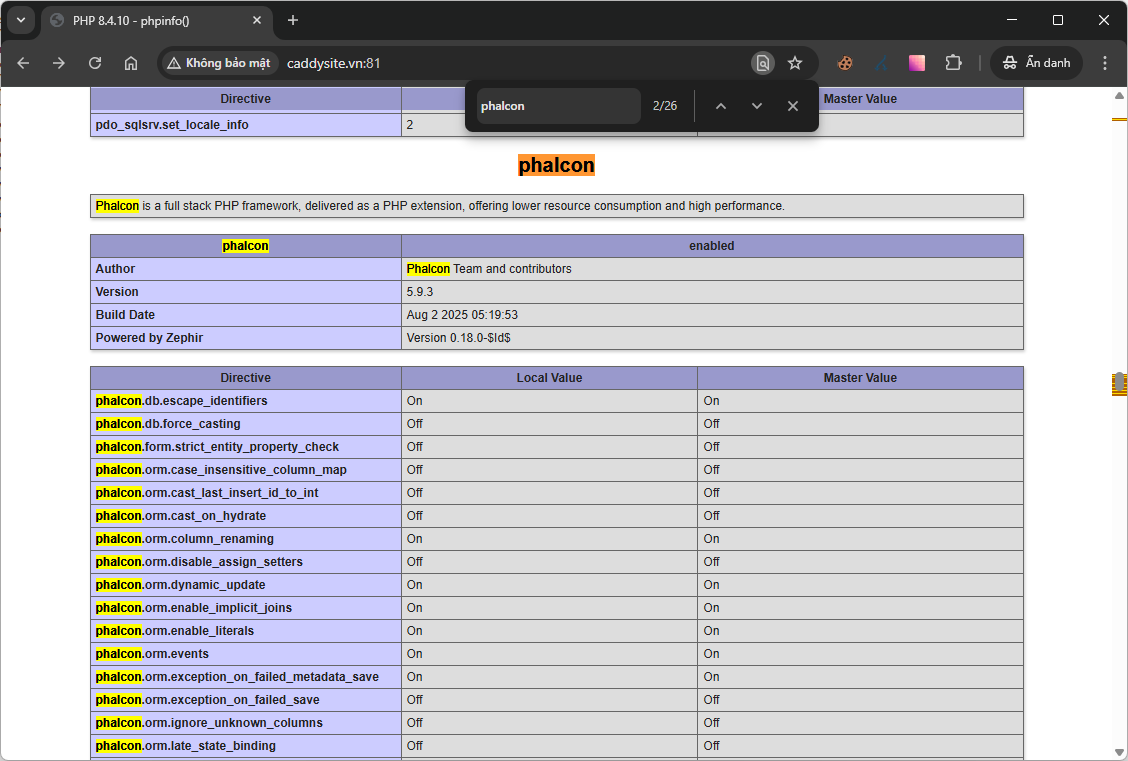 PHP 8.4.10 - phpinfo()
Không bảo mật caddysite.vn:81 Ẩn danh
phalcon 2/26
Directive Master Value
pdo_sqlsrv.set_locale_info 2
phalcon
Phalcon is a full stack PHP framework, delivered as a PHP extension, offering lower resource consumption and high performance.
phalcon enabled
Author Phalcon Team and contributors
Version 5.9.3
Build Date Aug 2 2025 05:19:53
Powered by Zephir Version 0.18.0-$Id$
Directive Local Value Master Value
phalcon.db.escape_identifiers On On
phalcon.db.force_casting Off Off
phalcon.form.strict_entity_property_check Off Off
phalcon.orm.case_insensitive_column_map Off Off
phalcon.orm.cast_last_insert_id_to_int Off Off
phalcon.orm.cast_on_hydrate Off Off
phalcon.orm.column_renaming On On
phalcon.orm.disable_assign_setters Off Off
phalcon.orm.dynamic_update On On
phalcon.orm.enable_implicit_joins On On
phalcon.orm.enable_literals On On
phalcon.orm.events On On
phalcon.orm.exception_on_failed_metadata_save On On
phalcon.orm.exception_on_failed_save Off Off
phalcon.orm.ignore_unknown_columns Off Off
phalcon.orm.late_state_binding Off Off